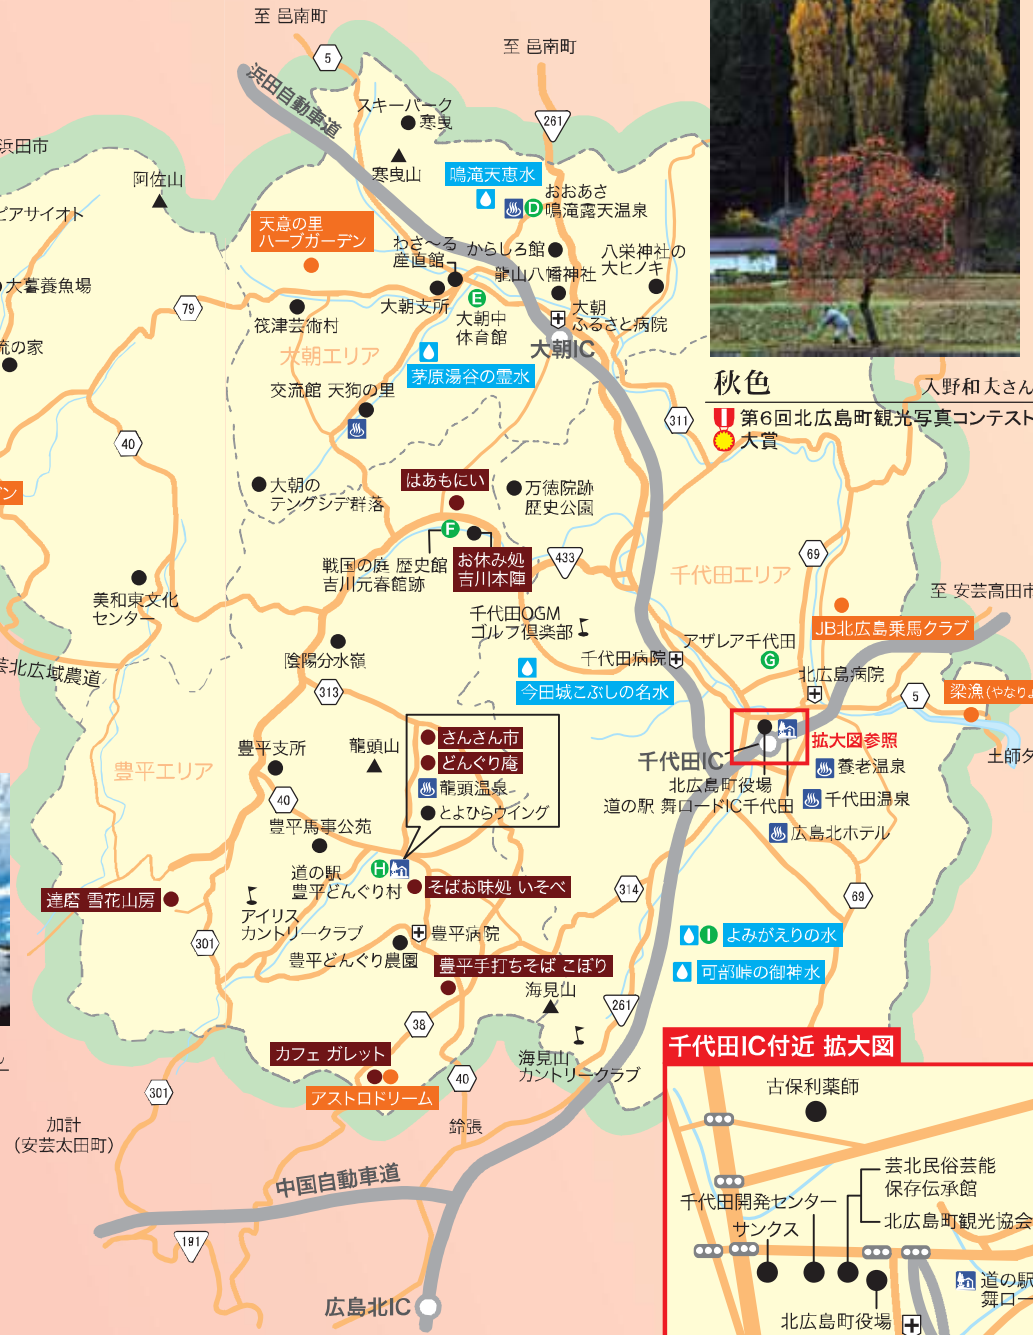 至 邑南町
至 邑南町
5
浜田自動車道
261
スキーパーク
寒曳
寒曳山
浜田市
阿佐山
ピアサイオト
大暮養魚場
流の家
鳴滝天恵水
おおあさ
鳴滝露天温泉
D
天意の里
ハーブガーデン
わさ〜る
産直館
からしろ館
龍山八幡神社
八栄神社の
大ヒノキ
79
筏津芸術村
大朝支所
E
大朝中
体育館
大朝
ふるさと病院
大朝IC
大朝エリア
茅原湯谷の霊水
交流館 天狗の里
秋色
入野和夫さん
第6回北広島町観光写真コンテスト
大賞
311
40
大朝の
テングシデ群落
はあもにい
万徳院跡
歴史公園
F
戦国の庭 歴史館
吉川元春館跡
お休み処
吉川本陣
433
69
千代田エリア
至 安芸高田市
美和東文化
センター
千代田OGM
ゴルフ倶楽部
JB北広島乗馬クラブ
陰陽分水嶺
千代田病院
アザレア千代田
G
北広島病院
芸北広域農道
313
今田城こぶしの名水
5
梁漁(やなり
さんさん市
どんぐり庵
龍頭温泉
とよひらウイング
豊平支所
龍頭山
豊平エリア
千代田IC
拡大図参照
北広島町役場
道の駅 舞ロードIC千代田
養老温泉
千代田温泉
広島北ホテル
土師ダ
40
豊平馬事公苑
道の駅
豊平どんぐり村
H
そばお味処 いそべ
314
69
達磨 雪花山房
アイリス
カントリークラブ
301
豊平病院
豊平どんぐり農園
I
よみがえりの水
可部峠の御神水
豊平手打ちそば こぼり
海見山
261
38
海見山
カントリークラブ
カフェ ガレット
アストロドリーム
40
301
加計
(安芸太田町)
鈴張
中国自動車道
191
広島北IC
千代田IC付近 拡大図
古保利薬師
芸北民俗芸能
保存伝承館
千代田開発センター
サンクス
北広島町観光協会
道の駅
舞ロー
北広島町役場